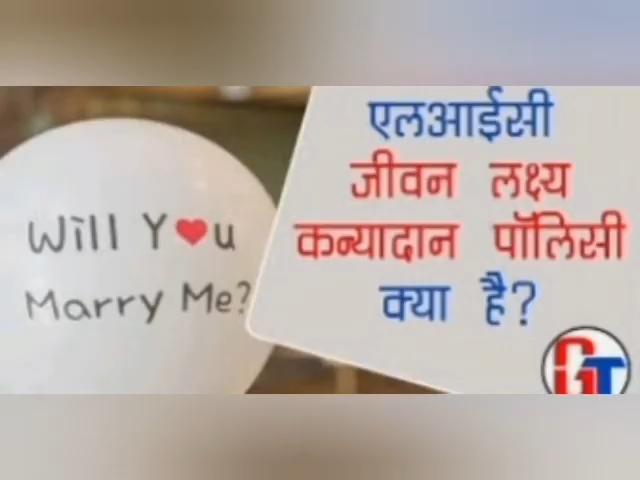 Will You
Marry Me?
एलआईसी
जीवन लक्ष्य
कन्यादान पॉलिसी
क्या है?
GT